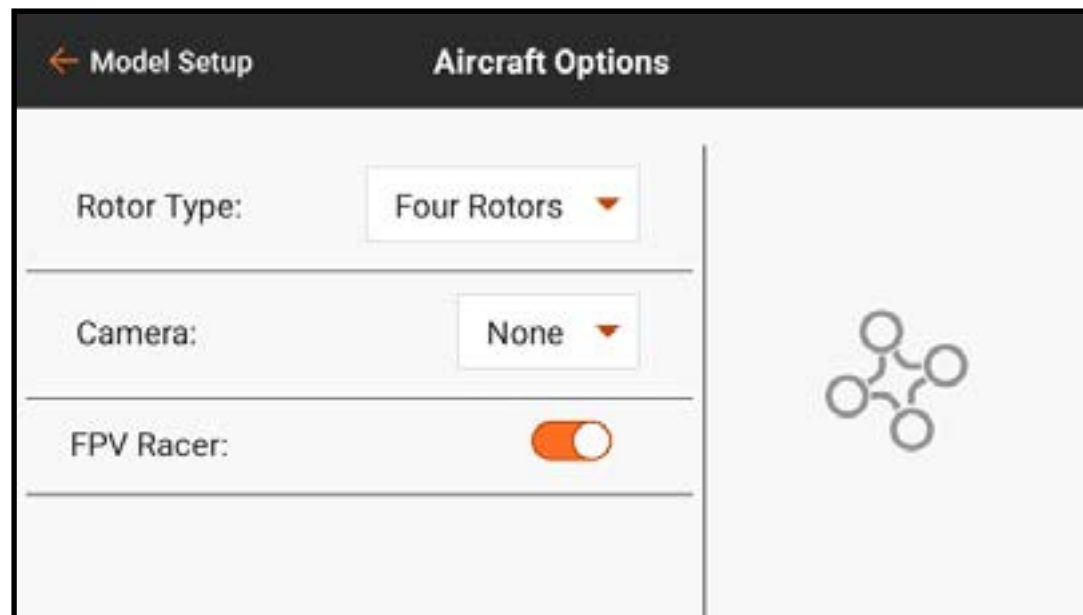 Model Setup
Aircraft Options
Rotor Type:
Four Rotors
Camera:
None
FPV Racer: